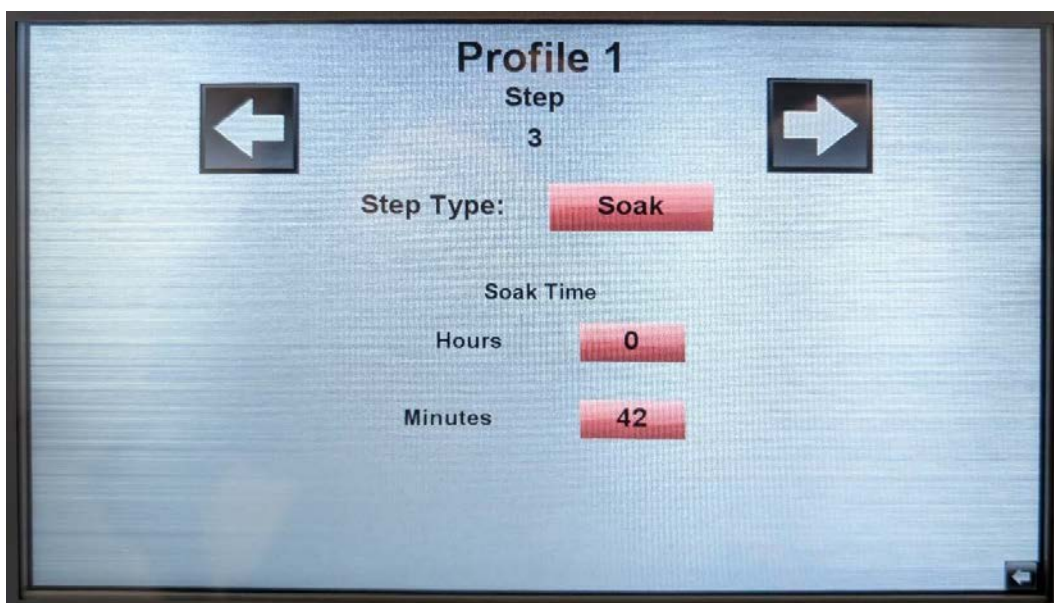 Profile 1
Step
3
Step Type: Soak
Soak Time
Hours 0
Minutes 42